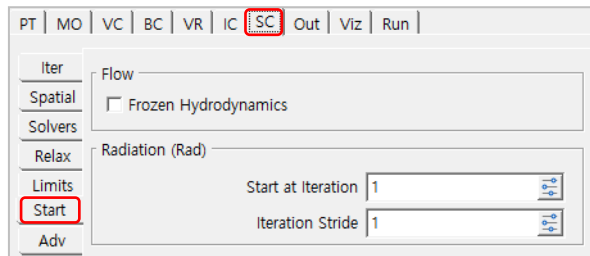 PT MO VC BC VR IC SC Out Viz Run
Iter
Spatial
Solvers
Relax
Limits
Start
Adv
Flow
Frozen Hydrodynamics
Radiation (Rad)
Start at Iteration 1
Iteration Stride 1